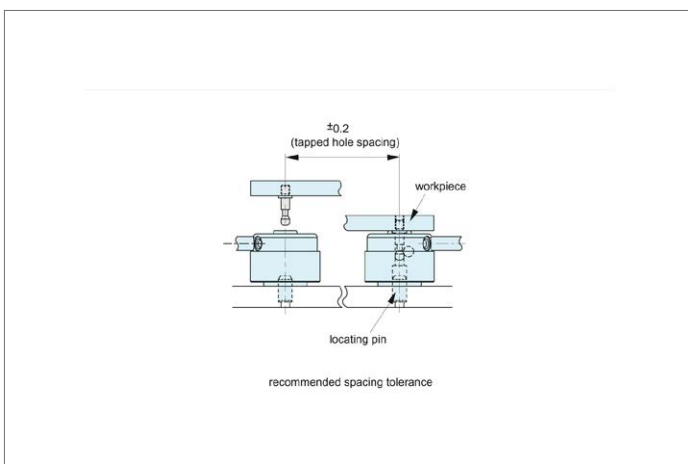 ±0.2
(tapped hole spacing)
workpiece
locating pin
recommended spacing tolerance